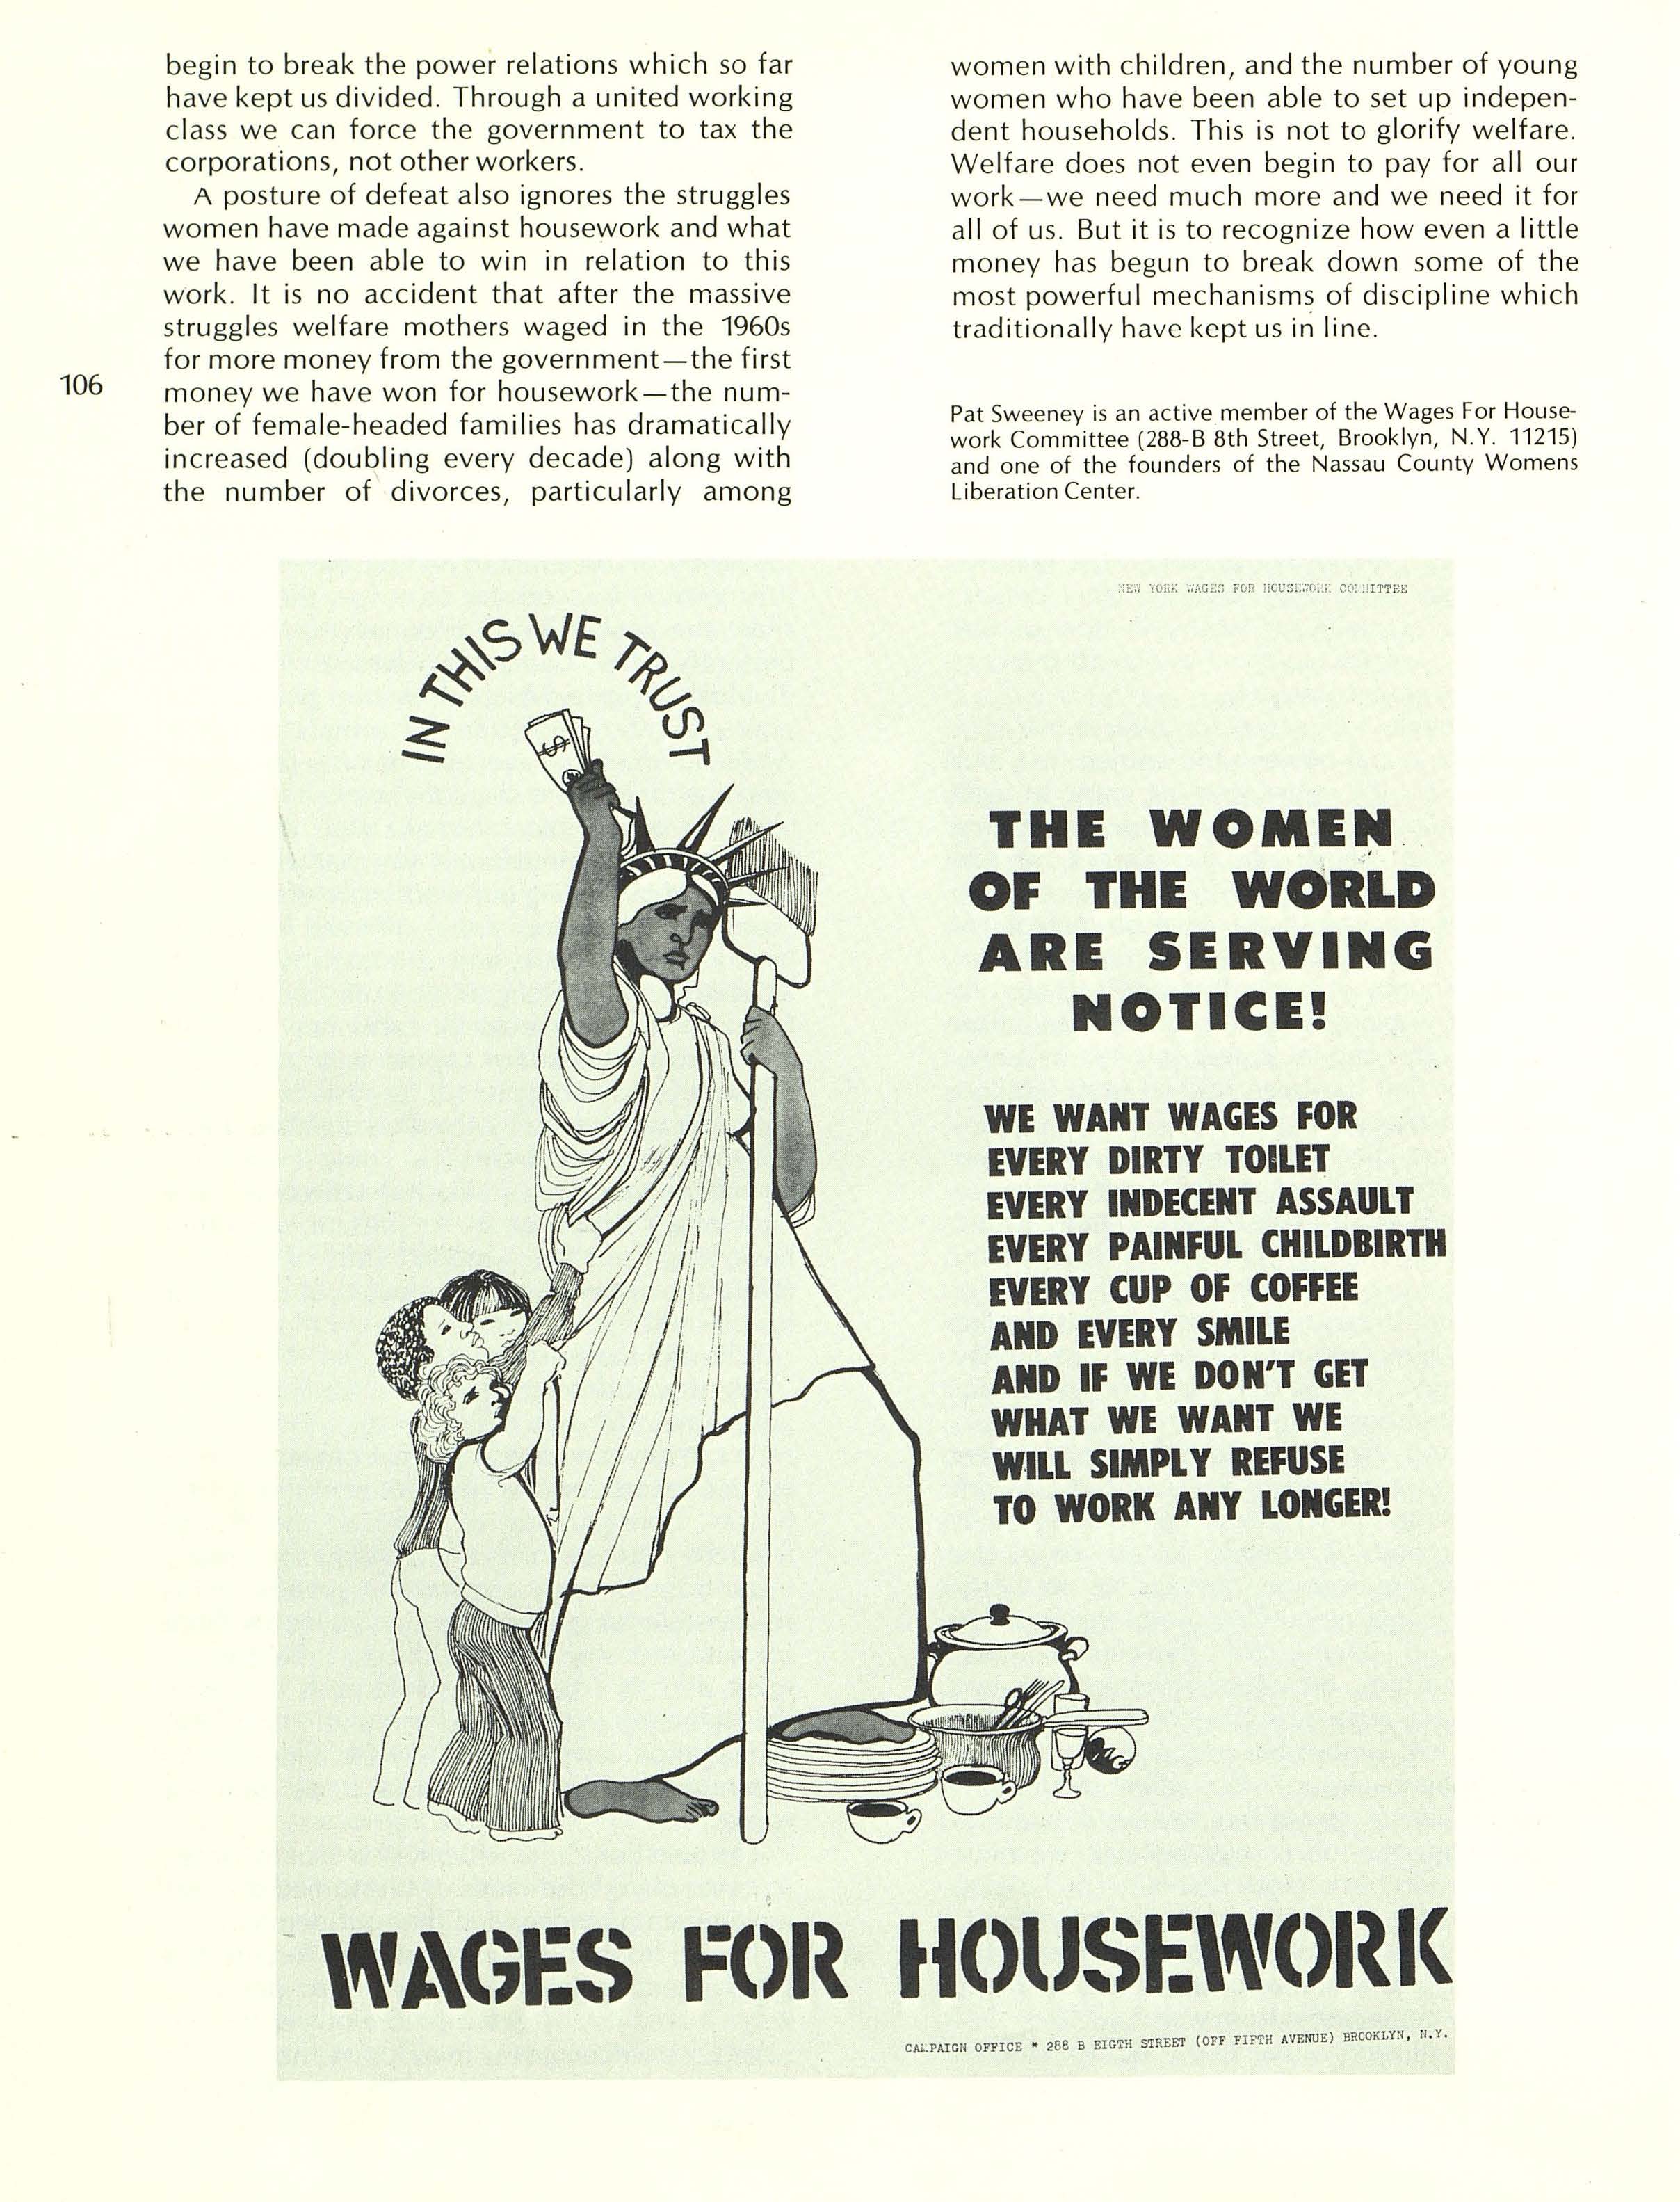 begin to break the power relations which so far
have kept us divided. Through a united working
class we can force the government to tax the
corporations, not other workers.
A posture of defeat also ignores the struggles
women have made against housework and what
we have been able to win in relation to this
work. It is no accident that after the massive
struggles welfare mothers waged in the 1960s
for more money from the government—the first
money we have won for housework—the num-
ber of female-headed families has dramatically
increased (doubling every decade) along with
the number of divorces, particularly among
106
women with children, and the number of young
women who have been able to set up indepen-
dent households. This is not to glorify welfare.
Welfare does not even begin to pay for all our
work—we need much more and we need it for
all of us. But it is to recognize how even a little
money has begun to break down some of the
most powerful mechanisms of discipline which
traditionally have kept us in line.
Pat Sweeney is an active member of the Wages For House-
work Committee (288-B 8th Street, Brooklyn, N.Y. 11215)
and one of the founders of the Nassau County Womens
Liberation Center.
NEW YORK WAGES FOR HOUSEWORK COMMITTEE
IN THIS WE TRUST
$
THE WOMEN
OF THE WORLD
ARE SERVING
NOTICE!
WE WANT WAGES FOR
EVERY DIRTY TOILET
EVERY INDECENT ASSAULT
EVERY PAINFUL CHILDBIRTH
EVERY CUP OF COFFEE
AND EVERY SMILE
AND IF WE DON'T GET
WHAT WE WANT WE
WILL SIMPLY REFUSE
TO WORK ANY LONGER!
WAGES FOR HOUSEWORK
CAMPAIGN OFFICE * 288 B EIGTH STREET (OFF FIFTH AVENUE) BROOKLYN, N.Y.